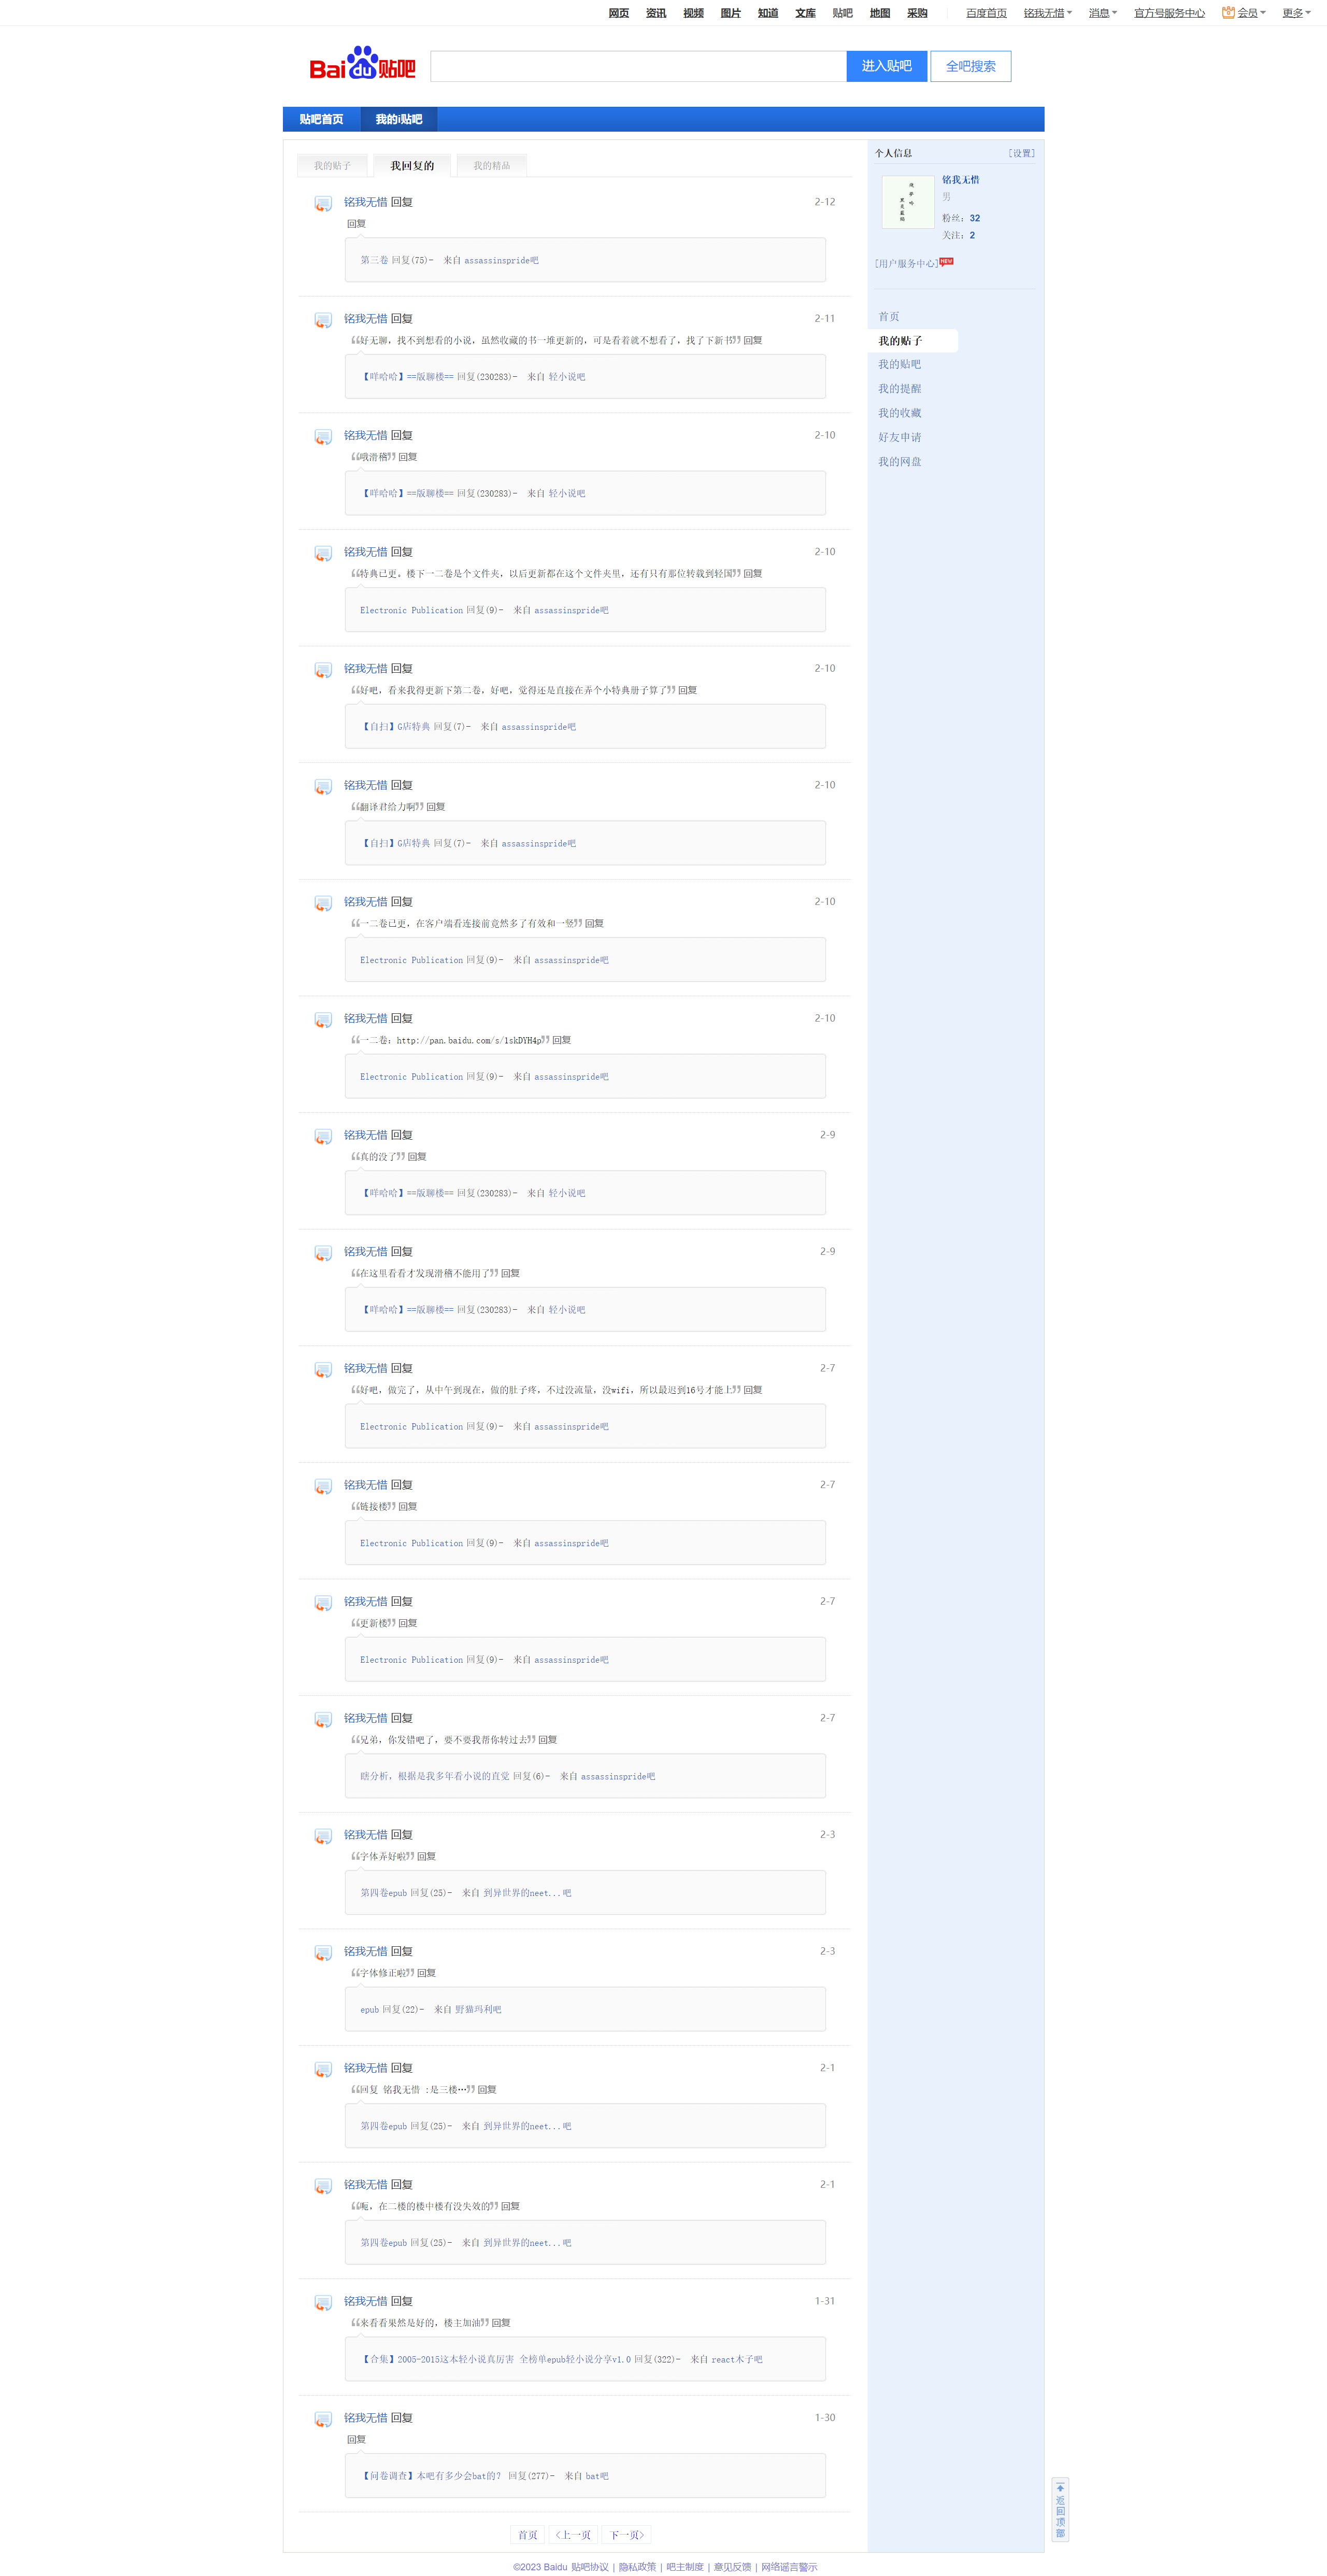 网页 资讯 视频 图片 知道 文库 贴吧 地图 采购 百度首页 铭我无惜 消息 官方号服务中心 会员 更多
Bai du 贴吧 进入贴吧 全吧搜索
贴吧首页 我的i贴吧
我的贴子 我回复的 我的精品
铭我无惜 回复 2-12
回复
第三卷 回复(75)- 来自 assassinspride吧
铭我无惜 回复 2-11
“好无聊，找不到想看的小说，虽然收藏的书一堆更新的，可是看着就不想看了，找了下新书” 回复
【咩哈哈】==版聊楼== 回复(230283)- 来自 轻小说吧
铭我无惜 回复 2-10
“哦滑稽” 回复
【咩哈哈】==版聊楼== 回复(230283)- 来自 轻小说吧
铭我无惜 回复 2-10
“特典已更。楼下一二卷是个文件夹，以后更新都在这个文件夹里，还有只有那位转载到轻国” 回复
Electronic Publication 回复(9)- 来自 assassinspride吧
铭我无惜 回复 2-10
“好吧，看来我得更新下第二卷。好吧，觉得还是直接在弄个小特典册子算了” 回复
【自扫】G店特典 回复(7)- 来自 assassinspride吧
铭我无惜 回复 2-10
“翻译君给力啊” 回复
【自扫】G店特典 回复(7)- 来自 assassinspride吧
铭我无惜 回复 2-10
“一二卷已更，在客户端看连接前竟然多了有效和一竖” 回复
Electronic Publication 回复(9)- 来自 assassinspride吧
铭我无惜 回复 2-10
“一二卷：http://pan.baidu.com/s/1skDYH4p” 回复
Electronic Publication 回复(9)- 来自 assassinspride吧
铭我无惜 回复 2-9
“真的没了” 回复
【咩哈哈】==版聊楼== 回复(230283)- 来自 轻小说吧
铭我无惜 回复 2-9
“在这里看看才发现滑稽不能用了” 回复
【咩哈哈】==版聊楼== 回复(230283)- 来自 轻小说吧
铭我无惜 回复 2-7
“好吧，做完了，从中午到现在，做的肚子疼，不过没流量，没wifi，所以最迟到16号才能上” 回复
Electronic Publication 回复(9)- 来自 assassinspride吧
铭我无惜 回复 2-7
“链接楼” 回复
Electronic Publication 回复(9)- 来自 assassinspride吧
铭我无惜 回复 2-7
“更新楼” 回复
Electronic Publication 回复(9)- 来自 assassinspride吧
铭我无惜 回复 2-7
“兄弟，你发错吧了，要不要我帮你转过去” 回复
瞎分析，根据是我多年看小说的直觉 回复(6)- 来自 assassinspride吧
铭我无惜 回复 2-3
“字体弄好啦” 回复
第四卷epub 回复(25)- 来自 到异世界的neet...吧
铭我无惜 回复 2-3
“字体修正啦” 回复
epub 回复(22)- 来自 野猫玛利吧
铭我无惜 回复 2-1
“回复 铭我无惜 :是三楼…” 回复
第四卷epub 回复(25)- 来自 到异世界的neet...吧
铭我无惜 回复 2-1
“呃，在二楼的楼中楼有没失效的” 回复
第四卷epub 回复(25)- 来自 到异世界的neet...吧
铭我无惜 回复 1-31
“来看看果然是好的，楼主加油” 回复
【合集】2005-2015这本轻小说真厉害 全榜单epub轻小说分享v1.0 回复(322)- 来自 react木子吧
铭我无惜 回复 1-30
回复
【问卷调查】本吧有多少会bat的？ 回复(277)- 来自 bat吧
首页 <上一页 下一页>
个人信息 [设置]
铭我无惜
男
粉丝：32
关注：2
[用户服务中心] NEW
首页
我的贴子
我的贴吧
我的提醒
我的收藏
好友申请
我的网盘
返回顶部
©2023 Baidu 贴吧协议 | 隐私政策 | 吧主制度 | 意见反馈 | 网络谣言警示